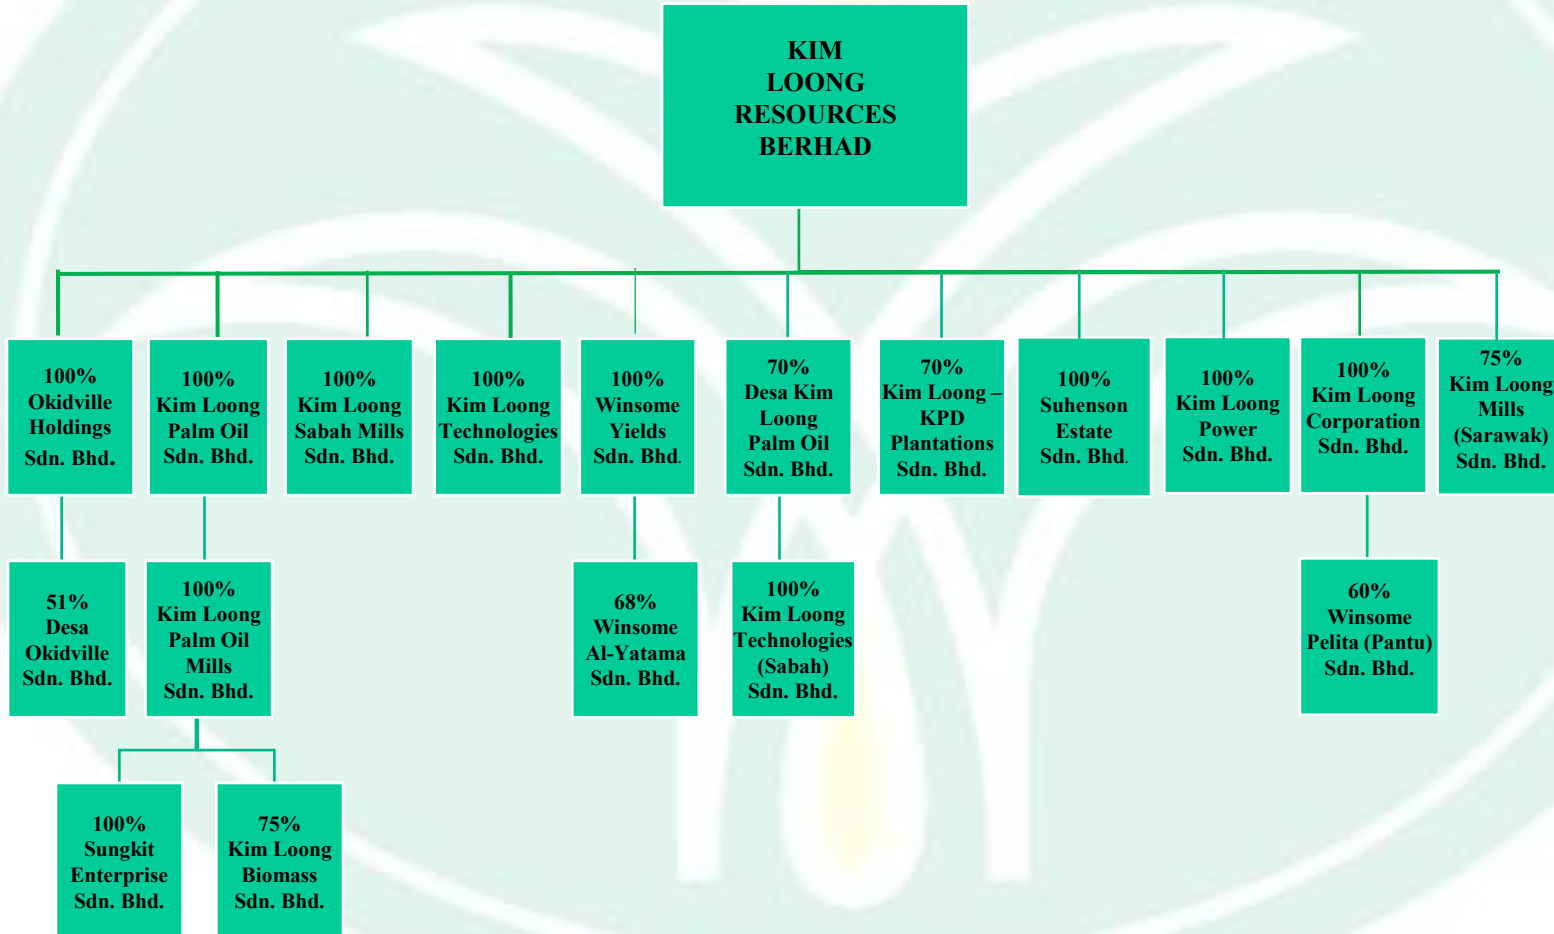 KIM
LOONG
RESOURCES
BERHAD
100%
Okidville
Holdings
Sdn. Bhd.
100%
Kim Loong
Palm Oil
Sdn. Bhd.
100%
Kim Loong
Sabah Mills
Sdn. Bhd.
100%
Kim Loong
Technologies
Sdn. Bhd.
100%
Winsome
Yields
Sdn. Bhd.
70%
Desa Kim
Loong
Palm Oil
Sdn. Bhd.
70%
Kim Loong –
KPD
Plantations
Sdn. Bhd.
100%
Suhenson
Estate
Sdn. Bhd.
100%
Kim Loong
Power
Sdn. Bhd.
100%
Kim Loong
Corporation
Sdn. Bhd.
75%
Kim Loong
Mills
(Sarawak)
Sdn. Bhd.
51%
Desa
Okidville
Sdn. Bhd.
100%
Kim Loong
Palm Oil
Mills
Sdn. Bhd.
68%
Winsome
Al-Yatama
Sdn. Bhd.
100%
Kim Loong
Technologies
(Sabah)
Sdn. Bhd.
60%
Winsome
Pelita (Pantu)
Sdn. Bhd.
100%
Sungkit
Enterprise
Sdn. Bhd.
75%
Kim Loong
Biomass
Sdn. Bhd.